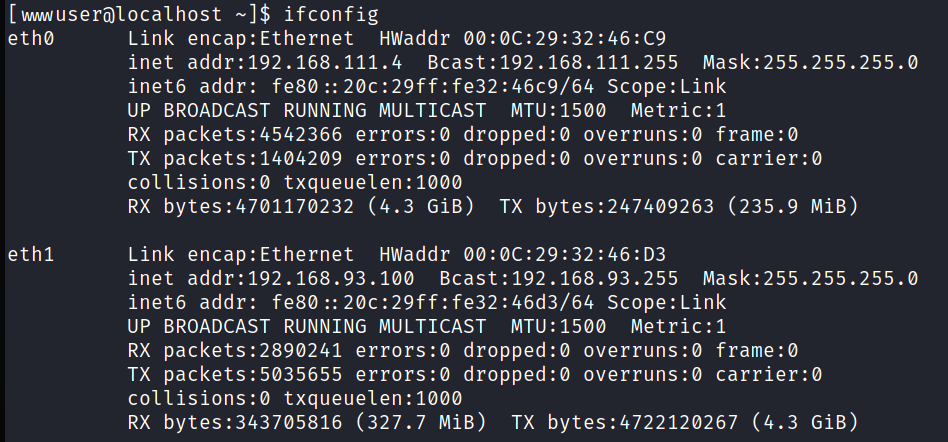 [wwwuser@localhost ~]$ ifconfig
eth0      Link encap:Ethernet  HWaddr 00:0C:29:32:46:C9
          inet addr:192.168.111.4  Bcast:192.168.111.255  Mask:255.255.255.0
          inet6 addr: fe80::20c:29ff:fe32:46c9/64 Scope:Link
          UP BROADCAST RUNNING MULTICAST  MTU:1500  Metric:1
          RX packets:4542366 errors:0 dropped:0 overruns:0 frame:0
          TX packets:1404209 errors:0 dropped:0 overruns:0 carrier:0
          collisions:0 txqueuelen:1000
          RX bytes:4701170232 (4.3 GiB)  TX bytes:247409263 (235.9 MiB)

eth1      Link encap:Ethernet  HWaddr 00:0C:29:32:46:D3
          inet addr:192.168.93.100  Bcast:192.168.93.255  Mask:255.255.255.0
          inet6 addr: fe80::20c:29ff:fe32:46d3/64 Scope:Link
          UP BROADCAST RUNNING MULTICAST  MTU:1500  Metric:1
          RX packets:2890241 errors:0 dropped:0 overruns:0 frame:0
          TX packets:5035655 errors:0 dropped:0 overruns:0 carrier:0
          collisions:0 txqueuelen:1000
          RX bytes:343705816 (327.7 MiB)  TX bytes:4722120267 (4.3 GiB)